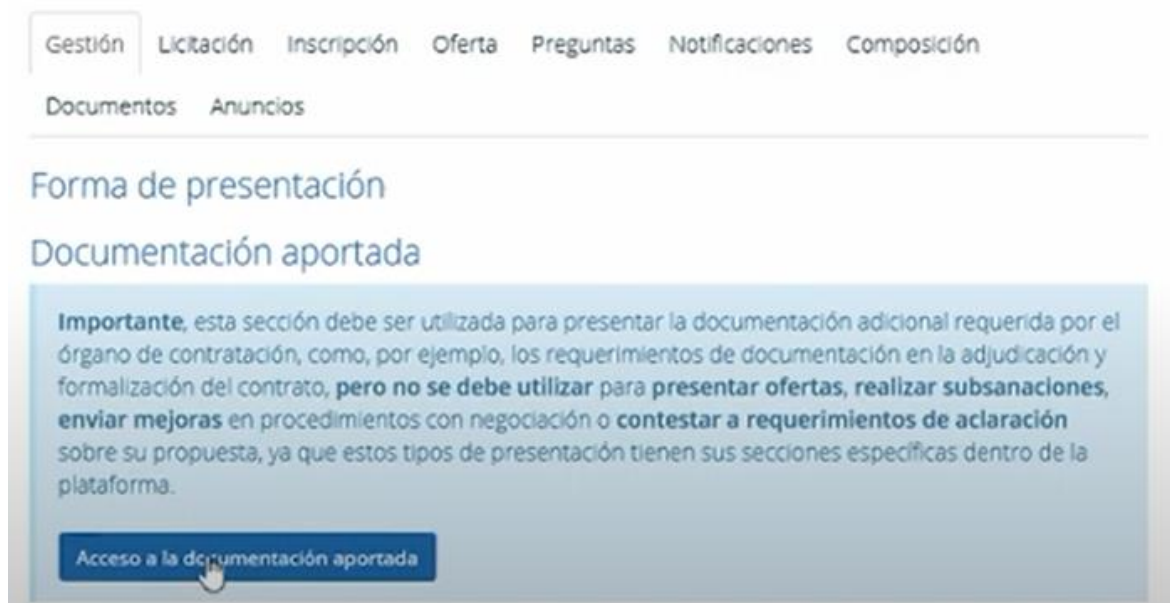 Gestión Licitación Inscripción Oferta Preguntas Notificaciones Composición
Documentos Anuncios
Forma de presentación
Documentación aportada
Importante, esta sección debe ser utilizada para presentar la documentación adicional requerida por el
órgano de contratación, como, por ejemplo, los requerimientos de documentación en la adjudicación y
formalización del contrato, pero no se debe utilizar para presentar ofertas, realizar subsanaciones,
enviar mejoras en procedimientos con negociación o contestar a requerimientos de aclaración
sobre su propuesta, ya que estos tipos de presentación tienen sus secciones específicas dentro de la
plataforma.
Acceso a la documentación aportada